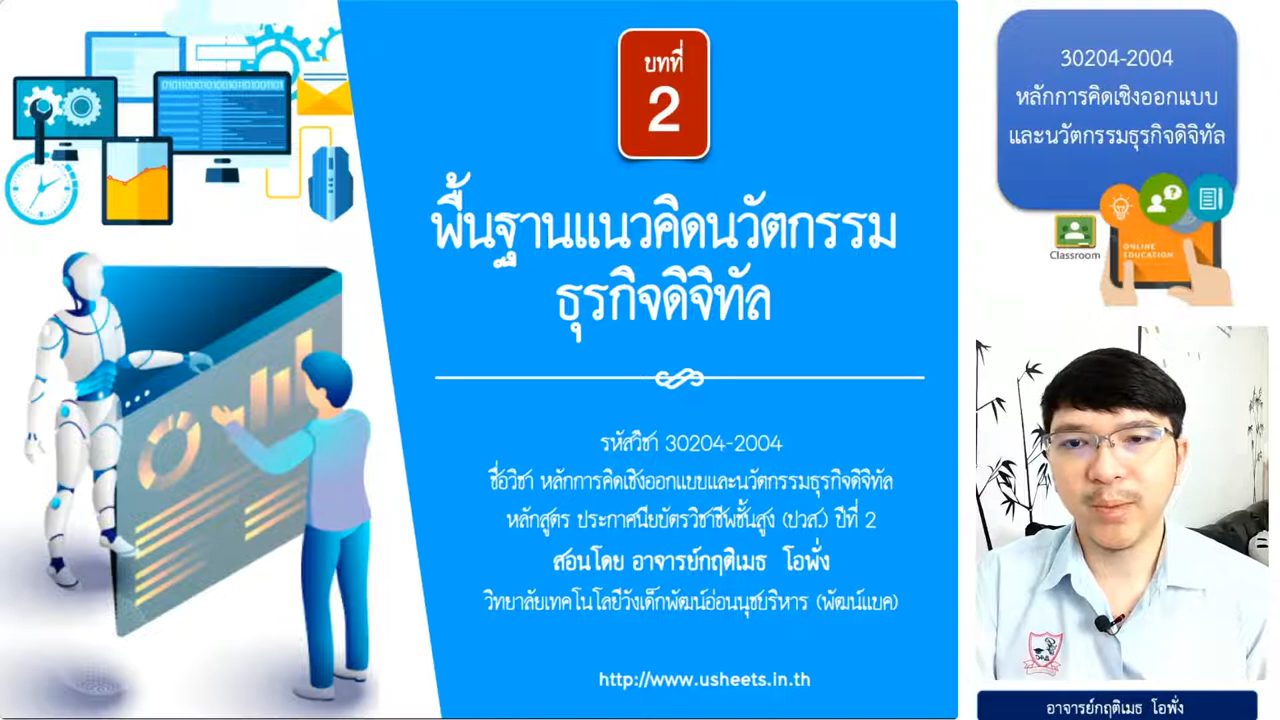 บทที่
2
พื้นฐานแนวคิดนวัตกรรม
ธุรกิจดิจิทัล
รหัสวิชา 30204-2004
ชื่อวิชา หลักการคิดเชิงออกแบบและนวัตกรรมธุรกิจดิจิทัล
หลักสูตร ประกาศนียบัตรวิชาชีพชั้นสูง (ปวส.) ปีที่ 2
สอนโดย อาจารย์กฤติเมธ โอพั่ง
วิทยาลัยเทคโนโลยีวังเด็กพัฒน์อ่อนนุชบริหาร (พัฒน์แบค)
http://www.usheets.in.th
30204-2004
หลักการคิดเชิงออกแบบ
และนวัตกรรมธุรกิจดิจิทัล
Classroom
ONLINE
EDUCATION
อาจารย์กฤติเมธ โอพั่ง